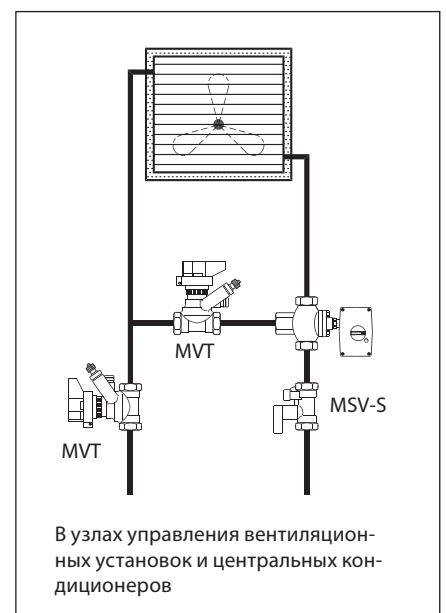 MVT
MSV-S
MVT
В узлах управления вентиляцион-
ных установок и центральных кон-
диционеров